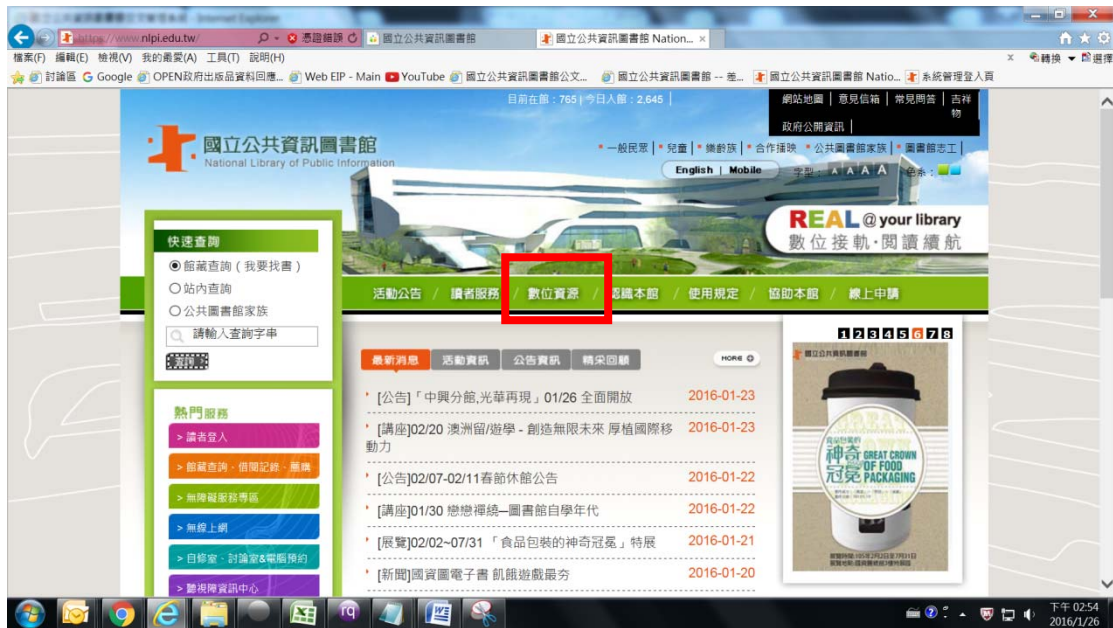 https://www.nlpi.edu.tw/
憑證錯誤
國立公共資訊圖書館
國立公共資訊圖書館 Nation... ×
檔案(F) 編輯(E) 檢視(V) 我的最愛(A) 工具(T) 說明(H)
× 轉換 ▼ 選擇
討論區 Google OPEN政府出版品資料回應... Web EIP - Main YouTube 國立公共資訊圖書館公文... 國立公共資訊圖書館 -- 差... 國立公共資訊圖書館 Natio... 系統管理登入頁
目前在館：765 | 今日入館：2,645 |
網站地圖 | 意見信箱 | 常見問答 | 吉祥物
政府公開資訊 |
國立公共資訊圖書館
National Library of Public Information
一般民眾 | 兒童 | 樂齡族 | 合作播映 公共圖書館家族 | 圖書館志工 |
English | Mobile
字型： A A A A 色系：
REAL @ your library
數位接軌·閱讀續航
快速查詢
館藏查詢 ( 我要找書 )
站內查詢
公共圖書館家族
請輸入查詢字串
查詢
活動公告 / 讀者服務 / 數位資源 / 認識本館 / 使用規定 / 協助本館 / 線上申請
最新消息 活動資訊 公告資訊 精采回顧 MORE
1 2 3 4 5 6 7 8
[公告]「中興分館,光華再現」01/26 全面開放 2016-01-23
[講座]02/20 澳洲留/遊學 - 創造無限未來 厚植國際移動力 2016-01-23
[公告]02/07-02/11春節休館公告 2016-01-22
[講座]01/30 戀戀禪繞─圖書館自學年代 2016-01-22
[展覽]02/02~07/31 「食品包裝的神奇冠冕」特展 2016-01-21
[新聞]國資圖電子書 飢餓遊戲最夯 2016-01-20
國立公共資訊圖書館
食品包裝的
神奇冠冕
GREAT CROWN
OF FOOD
PACKAGING
展覽時間:105年2月2日至7月31日
熱門服務
> 讀者登入
> 館藏查詢、借閱記錄、薦購
> 無障礙服務專區
> 無線上網
> 自修室、討論室&電腦預約
> 聽視障資訊中心
下午 02:54
2016/1/26